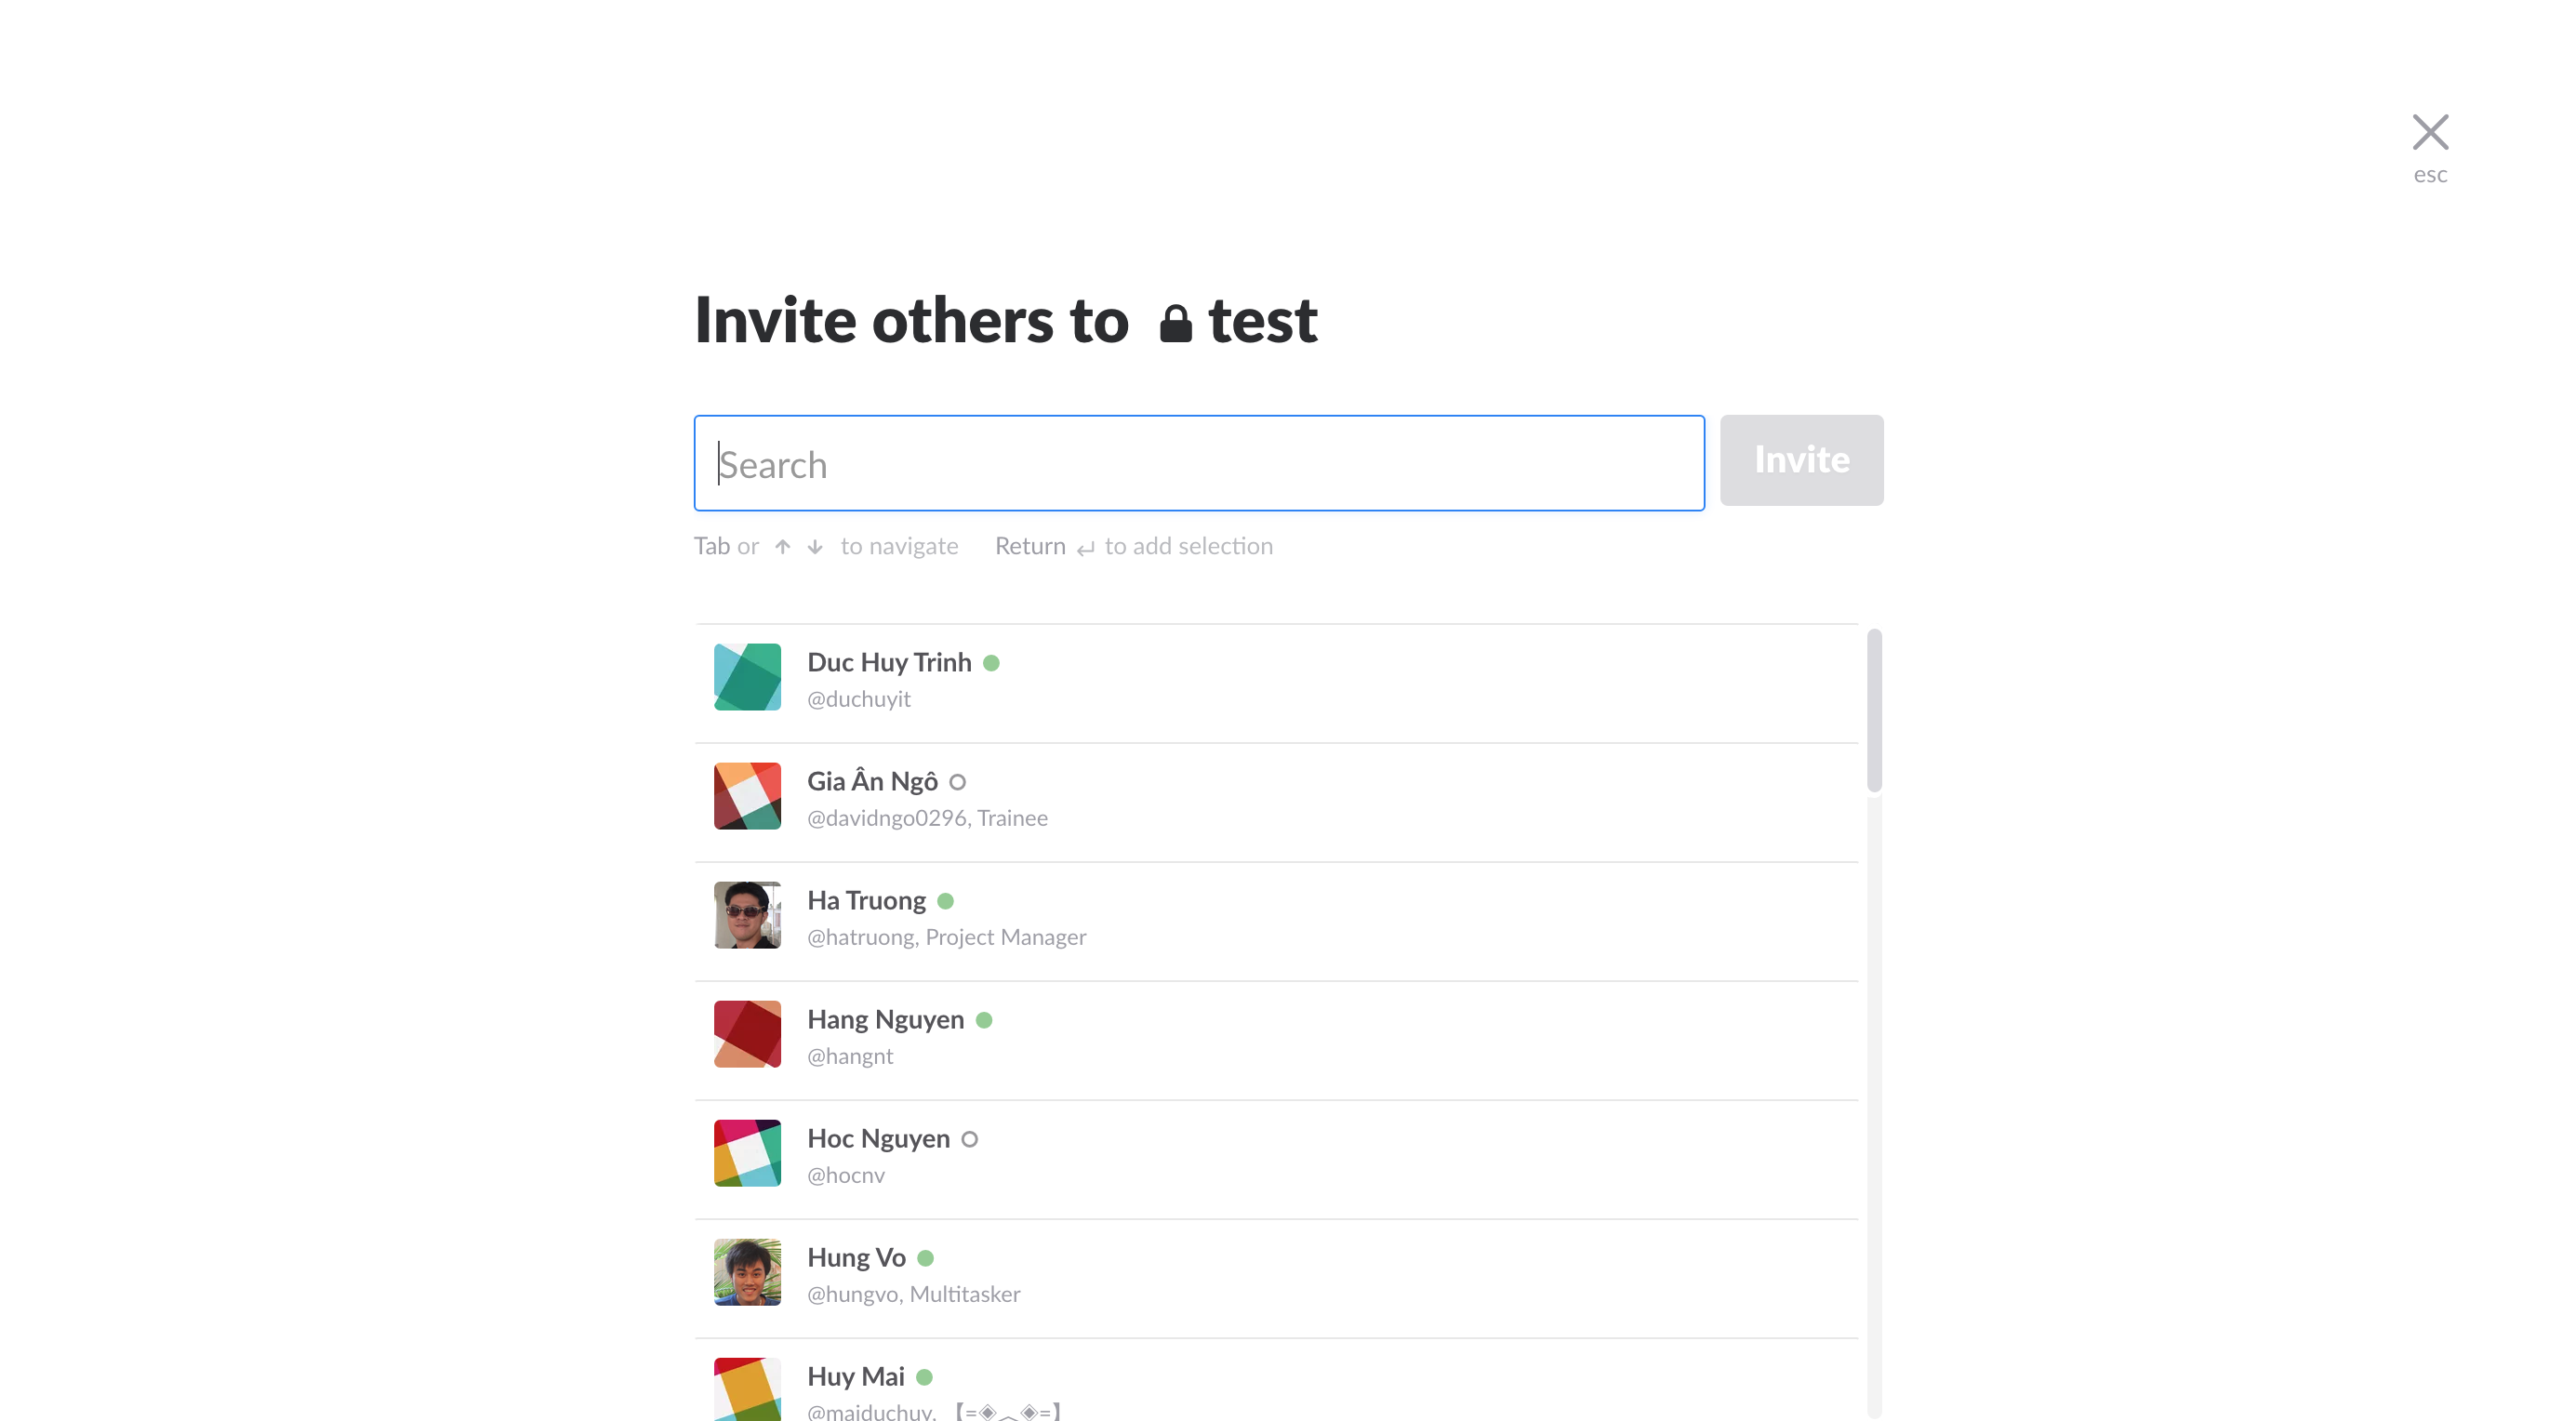 esc
Invite others to test
Search
Invite
Tab or ↑ ↓ to navigate Return ↵ to add selection
Duc Huy Trinh
@duchuyit
Gia Ân Ngô
@davidngo0296, Trainee
Ha Truong
@hatruong, Project Manager
Hang Nguyen
@hangnt
Hoc Nguyen
@hocnv
Hung Vo
@hungvo, Multitasker
Huy Mai
@maiduchuy, 【=◈︿◈=】